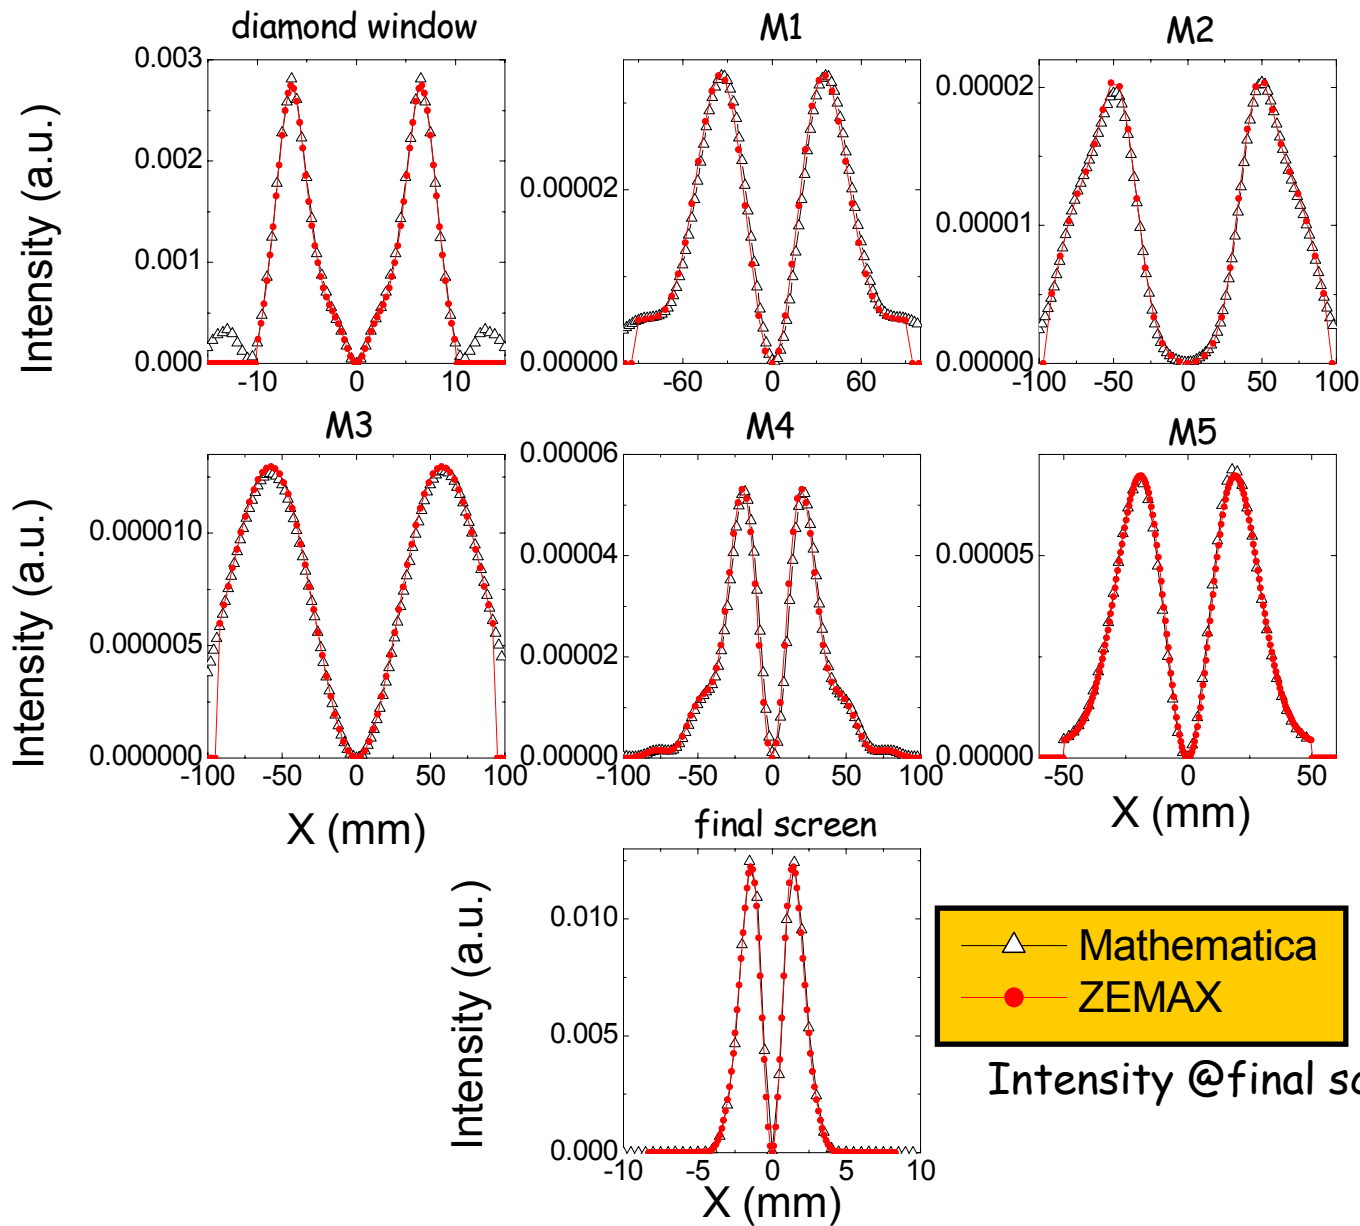 diamond window
M1
M2
Intensity (a.u.)
0.003
0.002
0.001
0.000
-10 0 10
0.00002
0.00000
-60 0 60
0.00002
0.00001
0.00000
-100 -50 0 50 100
M3
M4
M5
Intensity (a.u.)
0.000010
0.000005
0.000000
-100 -50 0 50 100
X (mm)
0.00006
0.00004
0.00002
0.00000
-100 -50 0 50 100
0.00005
0.00000
-50 0 50
X (mm)
final screen
Intensity (a.u.)
0.010
0.005
0.000
-10 -5 0 5 10
X (mm)
Mathematica
ZEMAX
Intensity @final sc